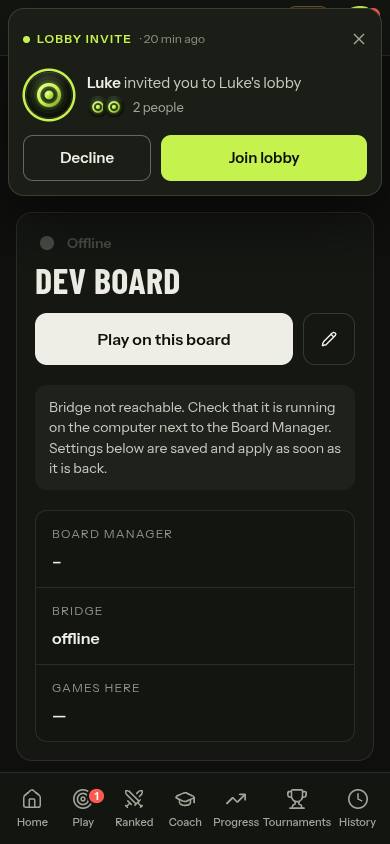 LOBBY INVITE · 20 min ago
Luke invited you to Luke's lobby
2 people
Decline
Join lobby
Offline
DEV BOARD
Play on this board
Bridge not reachable. Check that it is running
on the computer next to the Board Manager.
Settings below are saved and apply as soon as
it is back.
BOARD MANAGER
–
BRIDGE
offline
GAMES HERE
—
1
Home Play Ranked Coach Progress Tournaments History